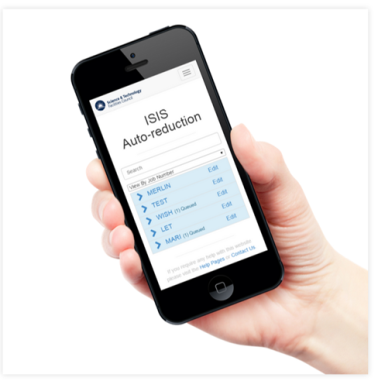 Science & Technology
Facilities Council
ISIS
Auto-reduction
Search
View By Job Number
MERLIN Edit
TEST Edit
WISH (1) Queued Edit
LET Edit
MARI (1) Queued Edit
If you require any help with this website
please visit the Help Pages or Contact Us